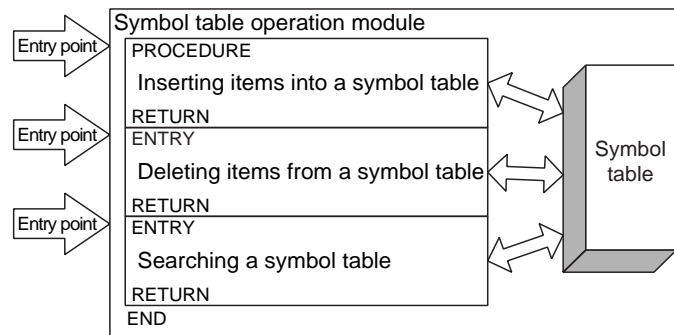 Symbol table operation module
Entry point
PROCEDURE
Inserting items into a symbol table
RETURN
Entry point
ENTRY
Deleting items from a symbol table
RETURN
Entry point
ENTRY
Searching a symbol table
RETURN
END
Symbol
table